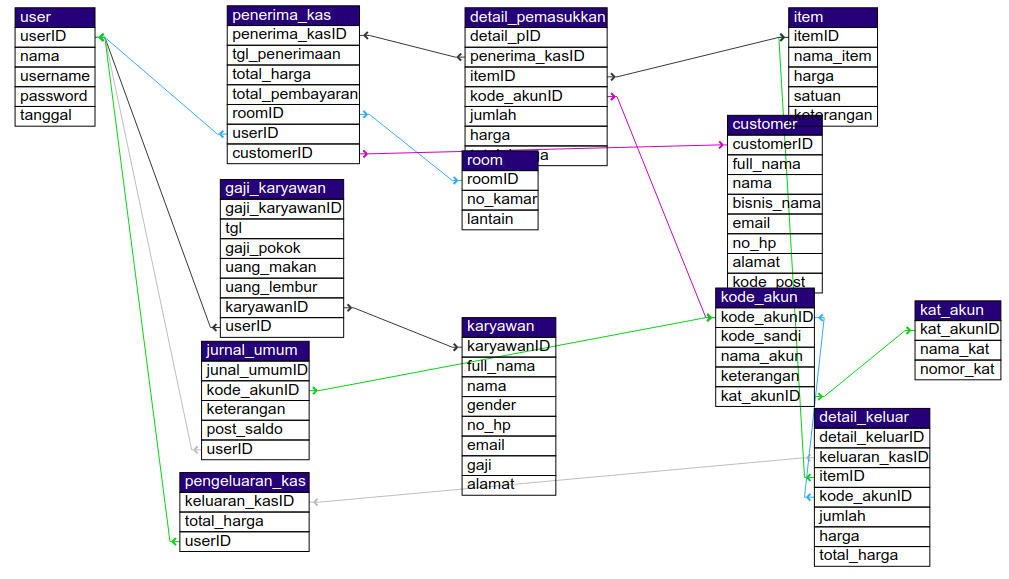 user
userID
nama
username
password
tanggal
penerima_kas
penerima_kasID
tgl_penerimaan
total_harga
total_pembayaran
roomID
userID
customerID
detail_pemasukkan
detail_pID
penerima_kasID
itemID
kode_akunID
jumlah
harga
item
itemID
nama_item
harga
satuan
keterangan
customer
customerID
full_nama
nama
bisnis_nama
email
no_hp
alamat
kode_post
room
roomID
no_kamar
lantain
gaji_karyawan
gaji_karyawanID
tgl
gaji_pokok
uang_makan
uang_lembur
karyawanID
userID
karyawan
karyawanID
full_nama
nama
gender
no_hp
email
gaji
alamat
kode_akun
kode_akunID
kode_sandi
nama_akun
keterangan
kat_akunID
kat_akun
kat_akunID
nama_kat
nomor_kat
jurnal_umum
junal_umumID
kode_akunID
keterangan
post_saldo
userID
pengeluaran_kas
keluaran_kasID
total_harga
userID
detail_keluar
detail_keluarID
keluaran_kasID
itemID
kode_akunID
jumlah
harga
total_harga